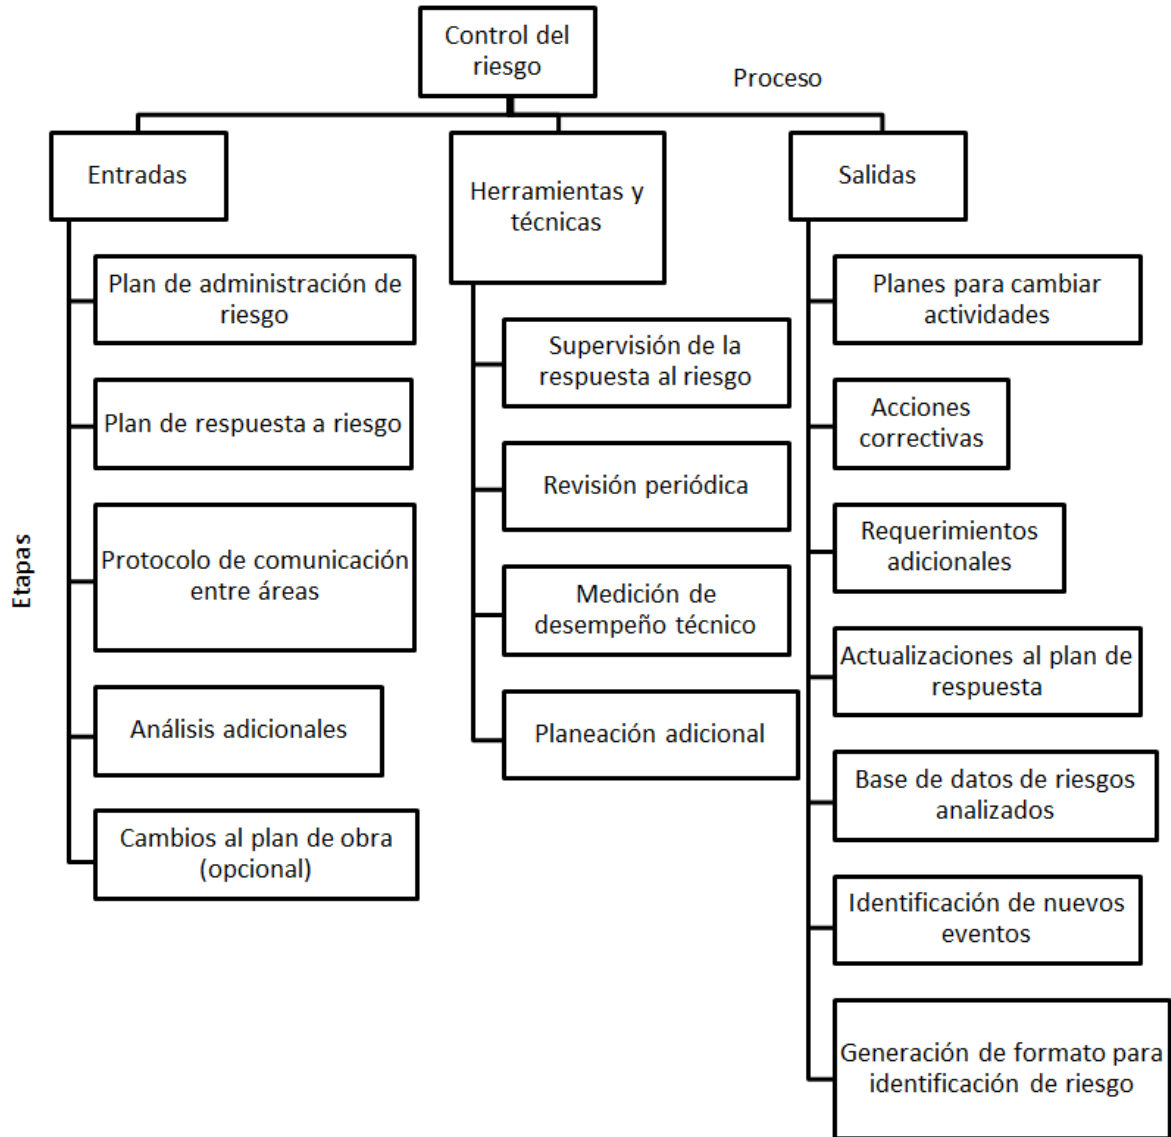 Control del
riesgo
Proceso
Entradas
Herramientas y
técnicas
Salidas
Etapas
Plan de administración de
riesgo
Plan de respuesta a riesgo
Protocolo de comunicación
entre áreas
Análisis adicionales
Cambios al plan de obra
(opcional)
Supervisión de la
respuesta al riesgo
Revisión periódica
Medición de
desempeño técnico
Planeación adicional
Planes para cambiar
actividades
Acciones
correctivas
Requerimientos
adicionales
Actualizaciones al plan de
respuesta
Base de datos de riesgos
analizados
Identificación de nuevos
eventos
Generación de formato para
identificación de riesgo